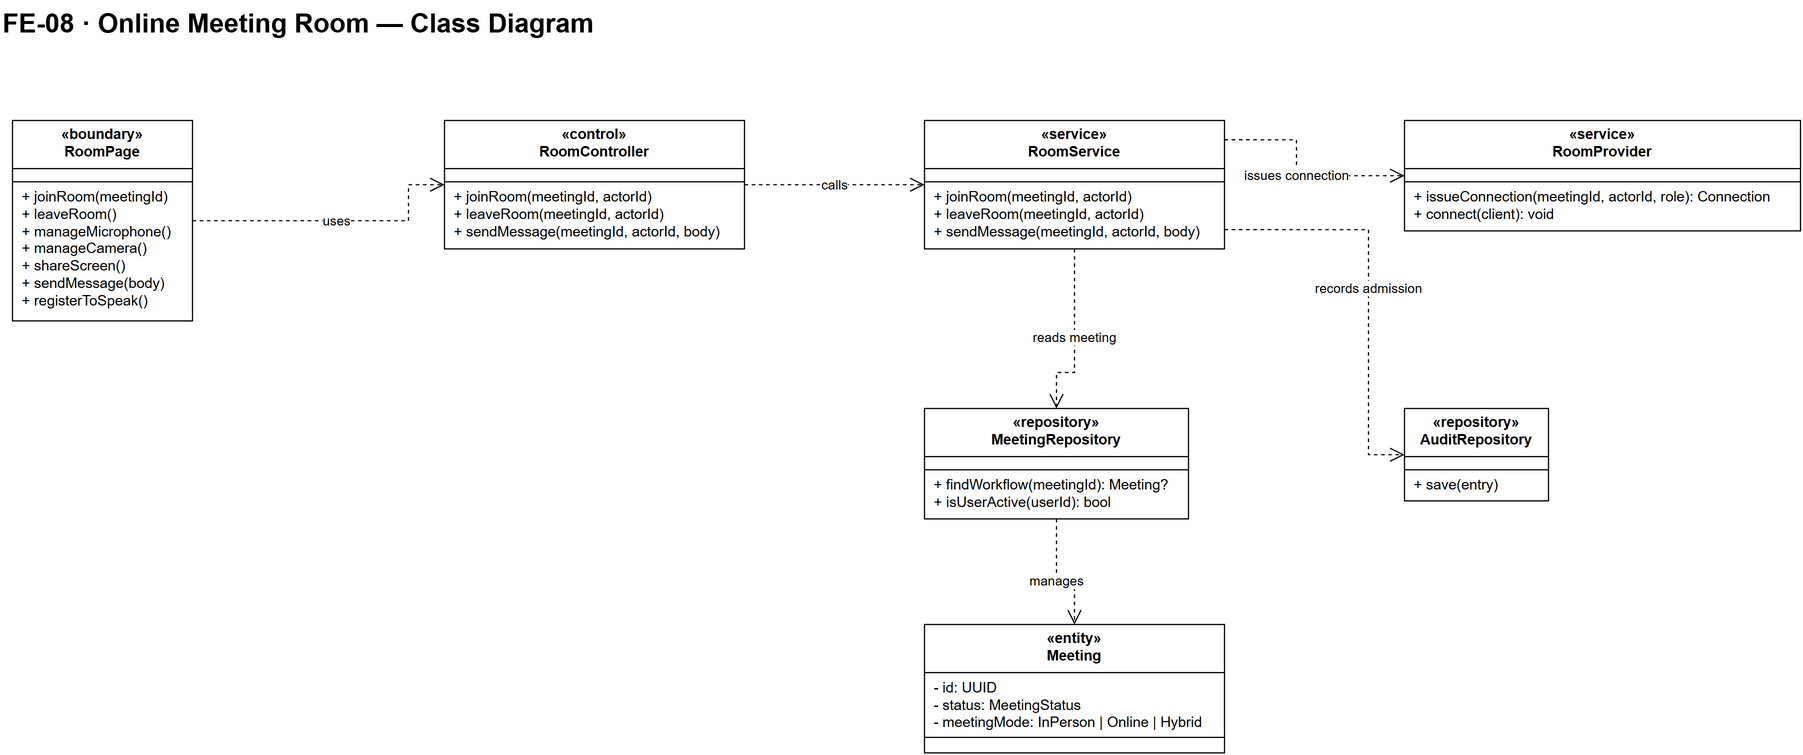 FE-08 · Online Meeting Room — Class Diagram
«boundary»
RoomPage
+ joinRoom(meetingId)
+ leaveRoom()
+ manageMicrophone()
+ manageCamera()
+ shareScreen()
+ sendMessage(body)
+ registerToSpeak()
uses
«control»
RoomController
+ joinRoom(meetingId, actorId)
+ leaveRoom(meetingId, actorId)
+ sendMessage(meetingId, actorId, body)
calls
«service»
RoomService
+ joinRoom(meetingId, actorId)
+ leaveRoom(meetingId, actorId)
+ sendMessage(meetingId, actorId, body)
issues connection
«service»
RoomProvider
+ issueConnection(meetingId, actorId, role): Connection
+ connect(client): void
records admission
reads meeting
«repository»
MeetingRepository
+ findWorkflow(meetingId): Meeting?
+ isUserActive(userId): bool
«repository»
AuditRepository
+ save(entry)
manages
«entity»
Meeting
- id: UUID
- status: MeetingStatus
- meetingMode: InPerson | Online | Hybrid